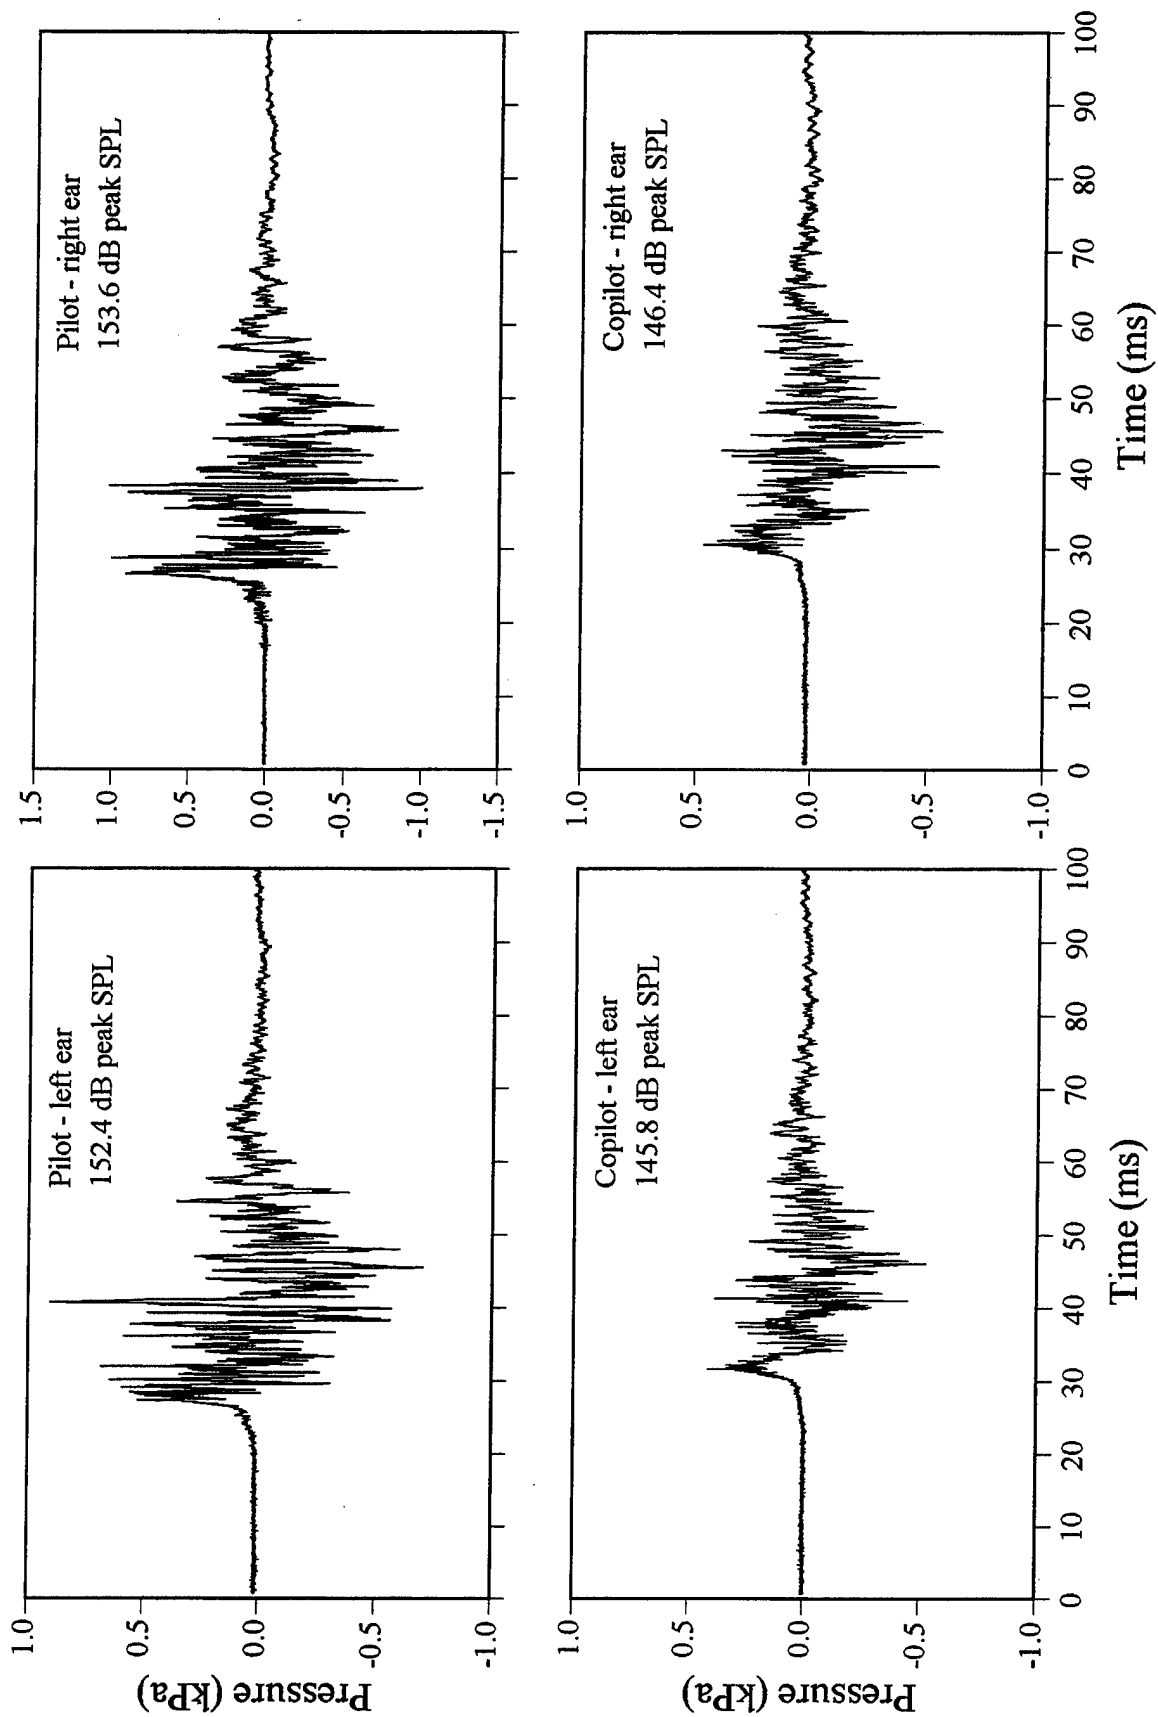 Pressure (kPa)
1.0
0.5
0.0
-0.5
-1.0
Pilot - left ear
152.4 dB peak SPL
1.5
1.0
0.5
0.0
-0.5
-1.0
-1.5
Pilot - right ear
153.6 dB peak SPL
Pressure (kPa)
1.0
0.5
0.0
-0.5
-1.0
Copilot - left ear
145.8 dB peak SPL
0 10 20 30 40 50 60 70 80 90 100
Time (ms)
1.0
0.5
0.0
-0.5
-1.0
Copilot - right ear
146.4 dB peak SPL
0 10 20 30 40 50 60 70 80 90 100
Time (ms)